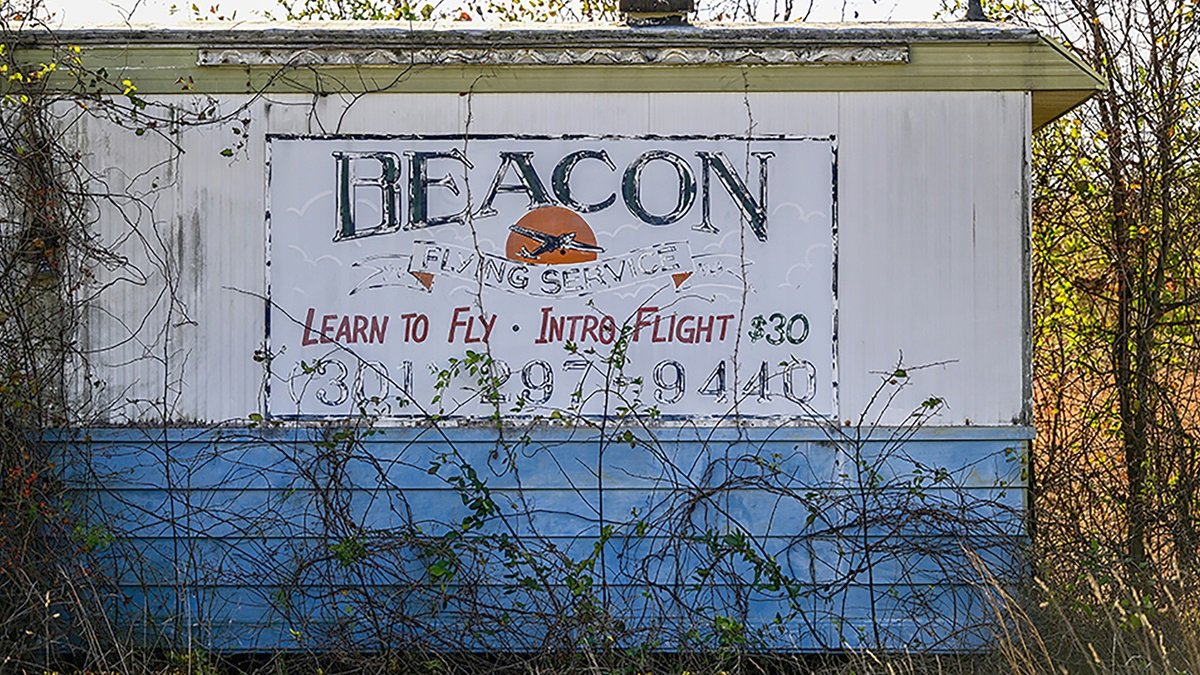 BEACON
FLYING SERVICE
LEARN TO FLY · INTRO FLIGHT $30
(301) 297-9440